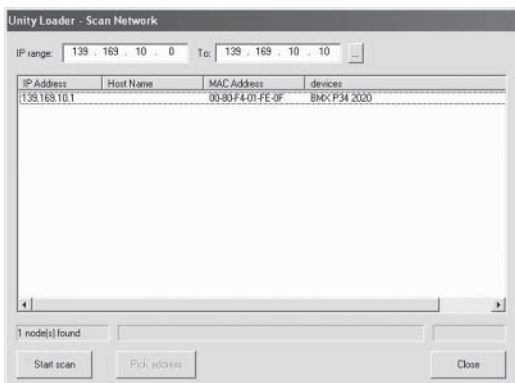 Unity Loader - Scan Network
IP range: 139 . 169 . 10 . 0 To: 139 . 169 . 10 . 10 ...
IP Address Host Name MAC Address devices
139.169.10.1 00-80-F4-01-FE-0F BMX P34 2020
1 node(s) found
Start scan Pick address Close